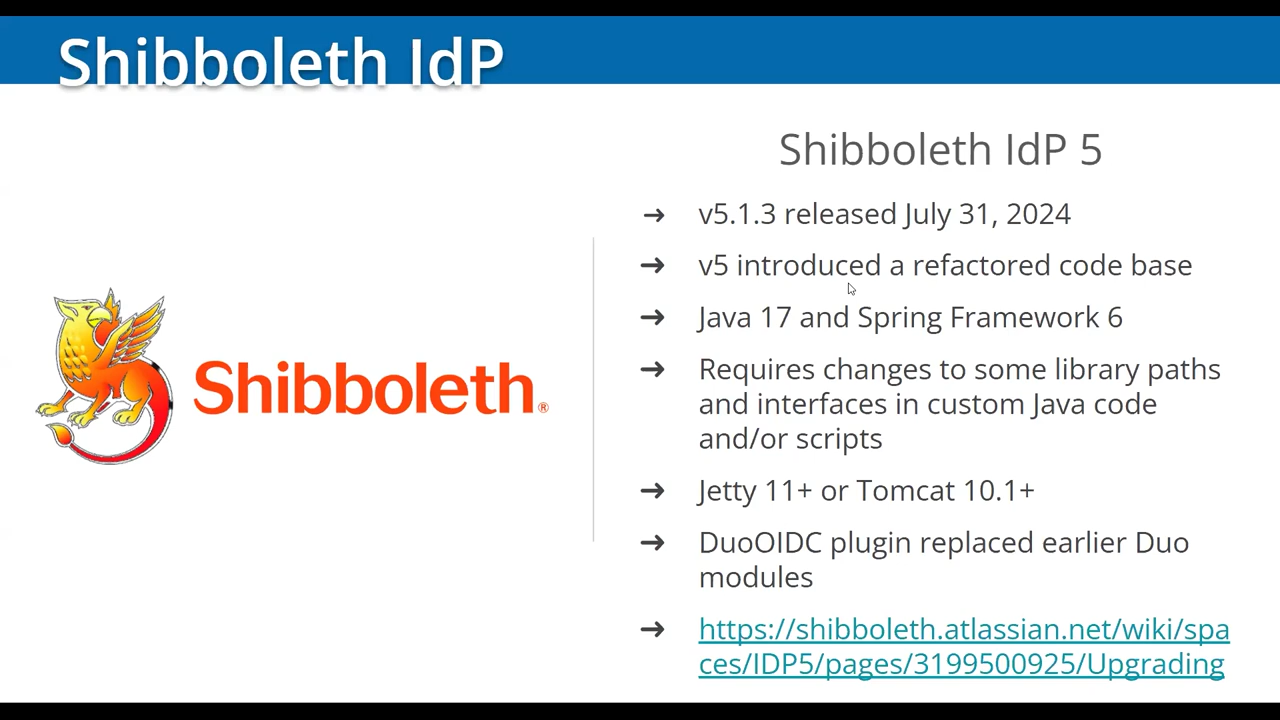 Shibboleth IdP
Shibboleth®
Shibboleth IdP 5
➔ v5.1.3 released July 31, 2024
➔ v5 introduced a refactored code base
➔ Java 17 and Spring Framework 6
➔ Requires changes to some library paths
and interfaces in custom Java code
and/or scripts
➔ Jetty 11+ or Tomcat 10.1+
➔ DuoOIDC plugin replaced earlier Duo
modules
➔ https://shibboleth.atlassian.net/wiki/spa
ces/IDP5/pages/3199500925/Upgrading